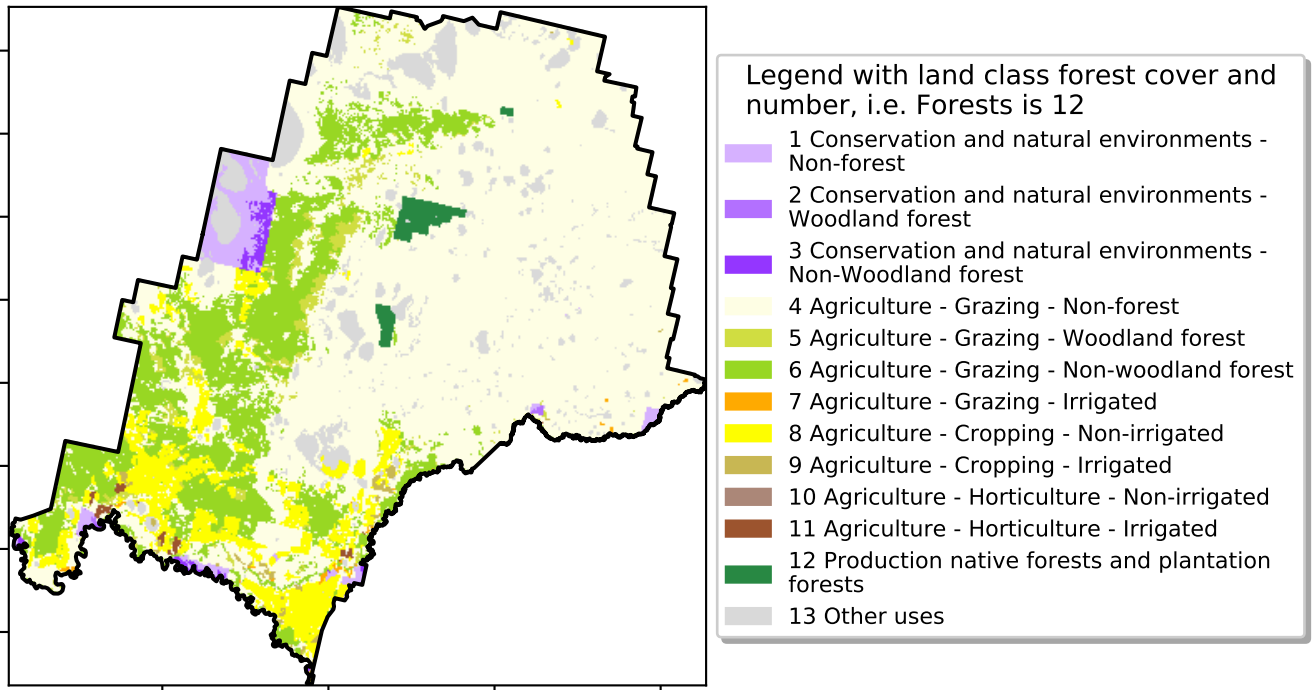 Legend with land class forest cover and
number, i.e. Forests is 12
1 Conservation and natural environments -
Non-forest
2 Conservation and natural environments -
Woodland forest
3 Conservation and natural environments -
Non-Woodland forest
4 Agriculture - Grazing - Non-forest
5 Agriculture - Grazing - Woodland forest
6 Agriculture - Grazing - Non-woodland forest
7 Agriculture - Grazing - Irrigated
8 Agriculture - Cropping - Non-irrigated
9 Agriculture - Cropping - Irrigated
10 Agriculture - Horticulture - Non-irrigated
11 Agriculture - Horticulture - Irrigated
12 Production native forests and plantation
forests
13 Other uses